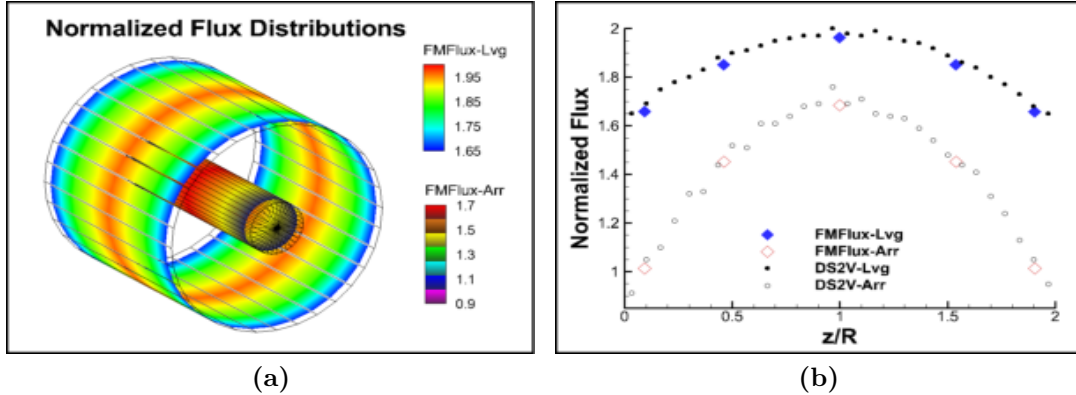 Normalized Flux Distributions
FMFlux-Lvg
1.95
1.85
1.75
1.65
FMFlux-Arr
1.7
1.5
1.3
1.1
0.9
(a)
Normalized Flux
2
1.8
1.6
1.4
1.2
1
FMFlux-Lvg
FMFlux-Arr
DS2V-Lvg
DS2V-Arr
0
0.5
1
1.5
2
z/R
(b)